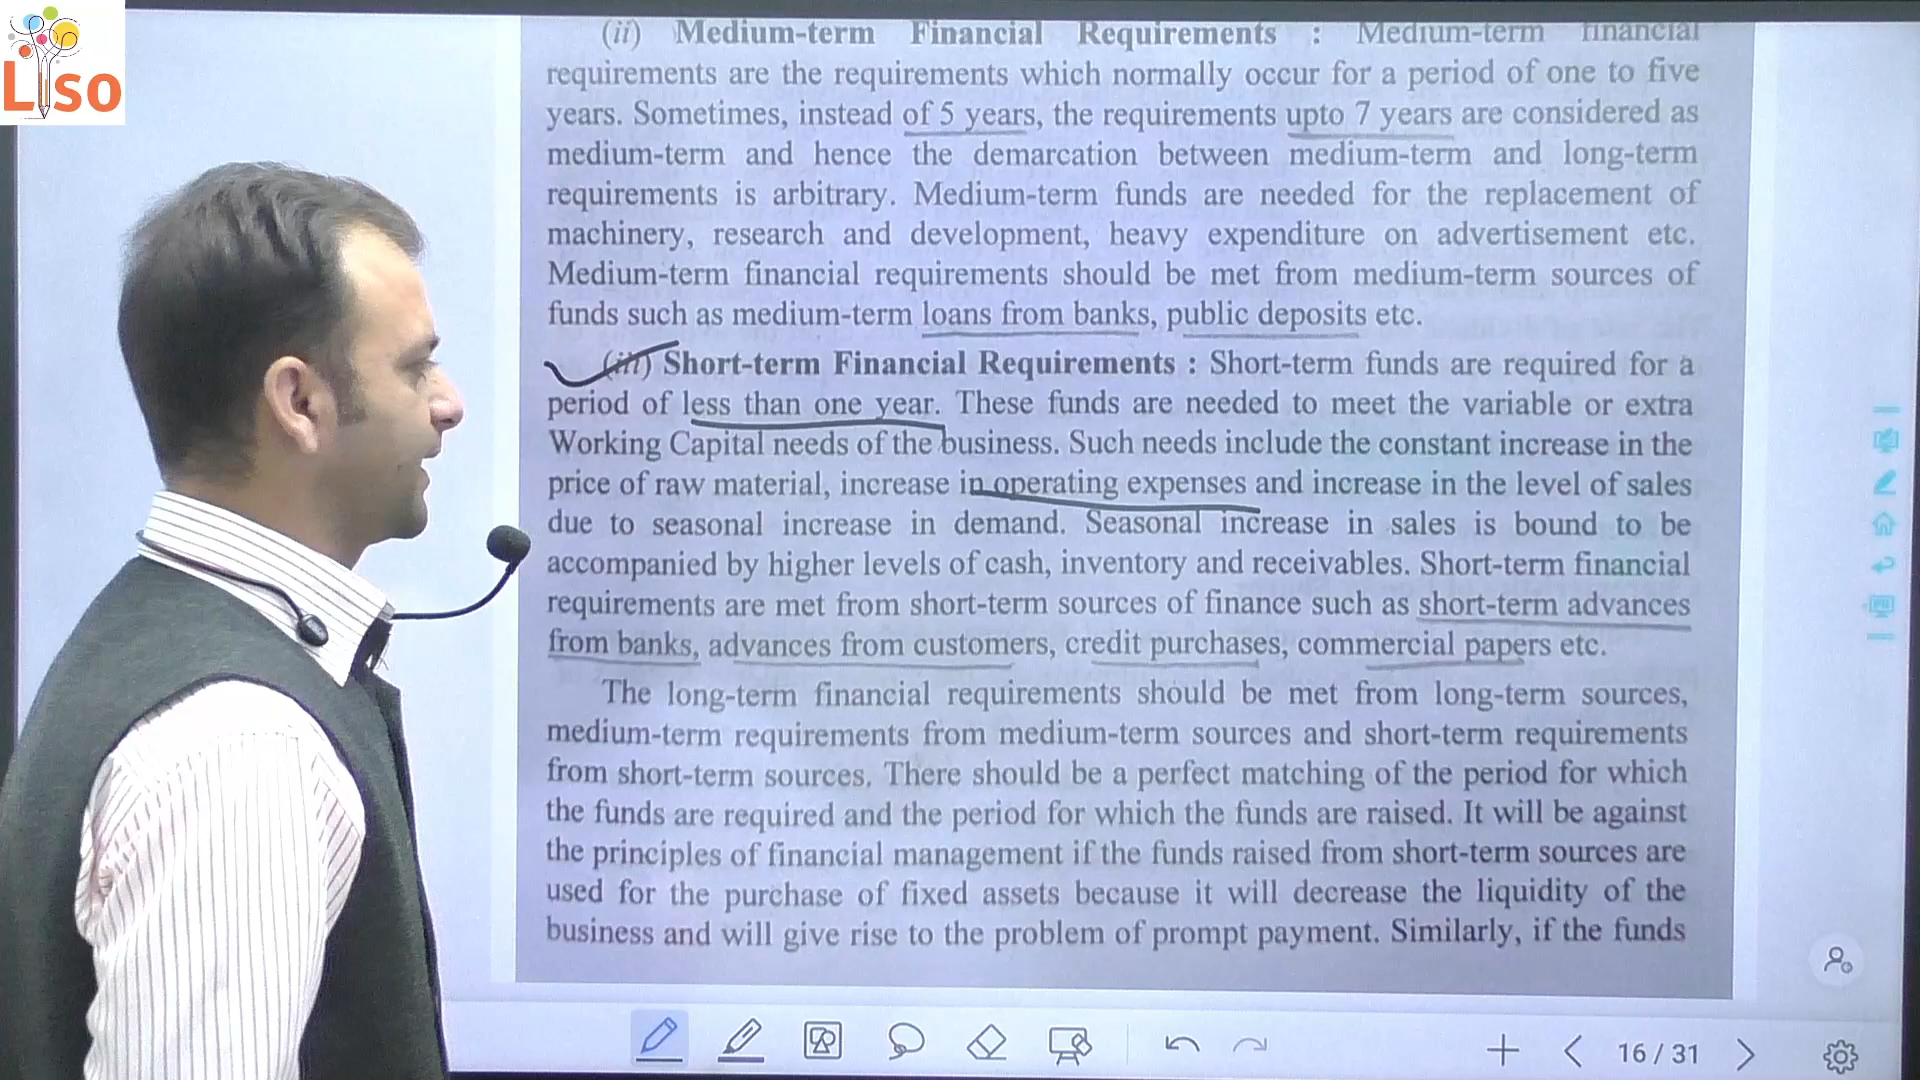 Liso
(ii) Medium-term Financial Requirements : Medium-term financial
requirements are the requirements which normally occur for a period of one to five
years. Sometimes, instead of 5 years, the requirements upto 7 years are considered as
medium-term and hence the demarcation between medium-term and long-term
requirements is arbitrary. Medium-term funds are needed for the replacement of
machinery, research and development, heavy expenditure on advertisement etc.
Medium-term financial requirements should be met from medium-term sources of
funds such as medium-term loans from banks, public deposits etc.
(iii) Short-term Financial Requirements : Short-term funds are required for a
period of less than one year. These funds are needed to meet the variable or extra
Working Capital needs of the business. Such needs include the constant increase in the
price of raw material, increase in operating expenses and increase in the level of sales
due to seasonal increase in demand. Seasonal increase in sales is bound to be
accompanied by higher levels of cash, inventory and receivables. Short-term financial
requirements are met from short-term sources of finance such as short-term advances
from banks, advances from customers, credit purchases, commercial papers etc.
The long-term financial requirements should be met from long-term sources,
medium-term requirements from medium-term sources and short-term requirements
from short-term sources. There should be a perfect matching of the period for which
the funds are required and the period for which the funds are raised. It will be against
the principles of financial management if the funds raised from short-term sources are
used for the purchase of fixed assets because it will decrease the liquidity of the
business and will give rise to the problem of prompt payment. Similarly, if the funds
16 / 31